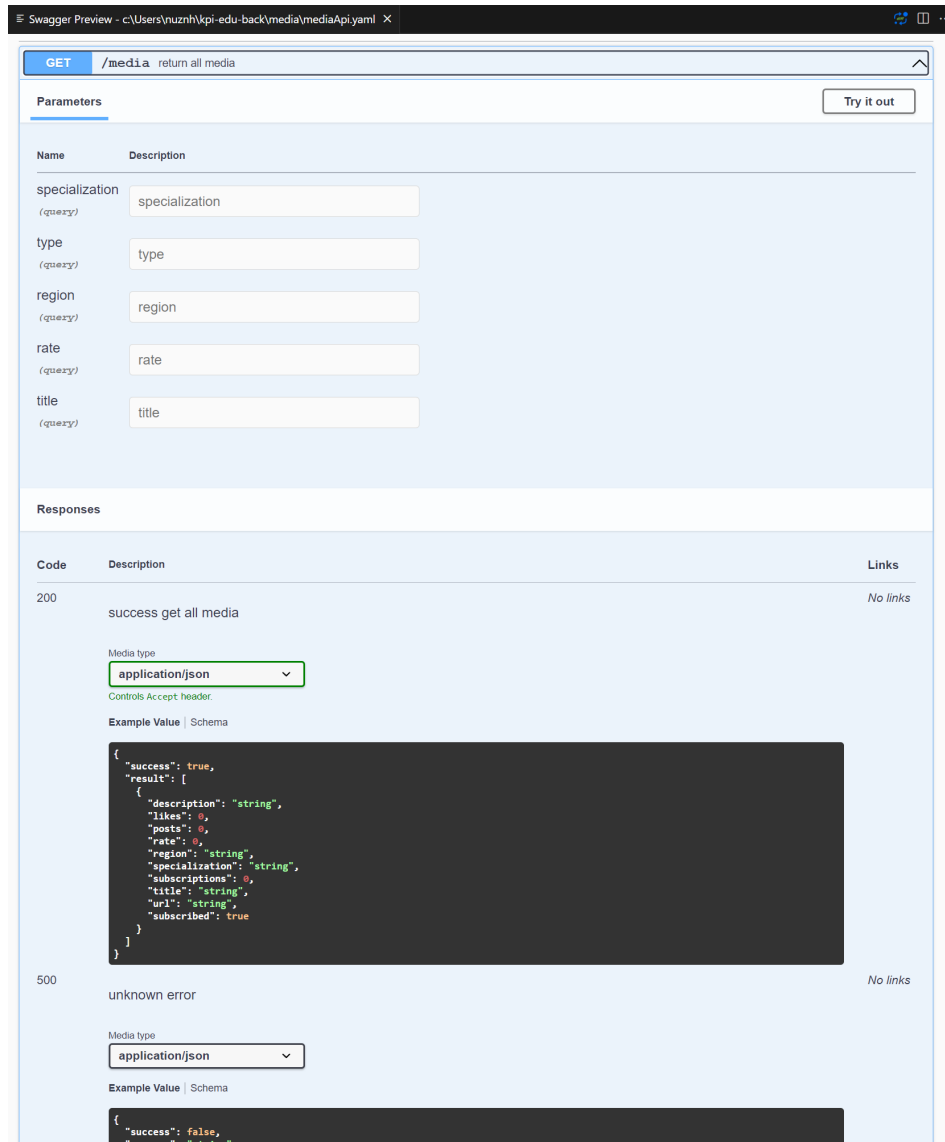 Swagger Preview - c:\Users\nuznh\kpi-edu-back\media\mediaApi.yaml
GET /media return all media
Parameters
Try it out
Name Description
specialization
(query)
specialization
type
(query)
type
region
(query)
region
rate
(query)
rate
title
(query)
title
Responses
Code Description Links
200
success get all media
No links
Media type
application/json
Controls Accept header.
Example Value | Schema
{
"success": true,
"result": [
{
"description": "string",
"likes": 0,
"posts": 0,
"rate": 0,
"region": "string",
"specialization": "string",
"subscriptions": 0,
"title": "string",
"url": "string",
"subscribed": true
}
]
}
500
unknown error
No links
Media type
application/json
Example Value | Schema
{
"success": false,